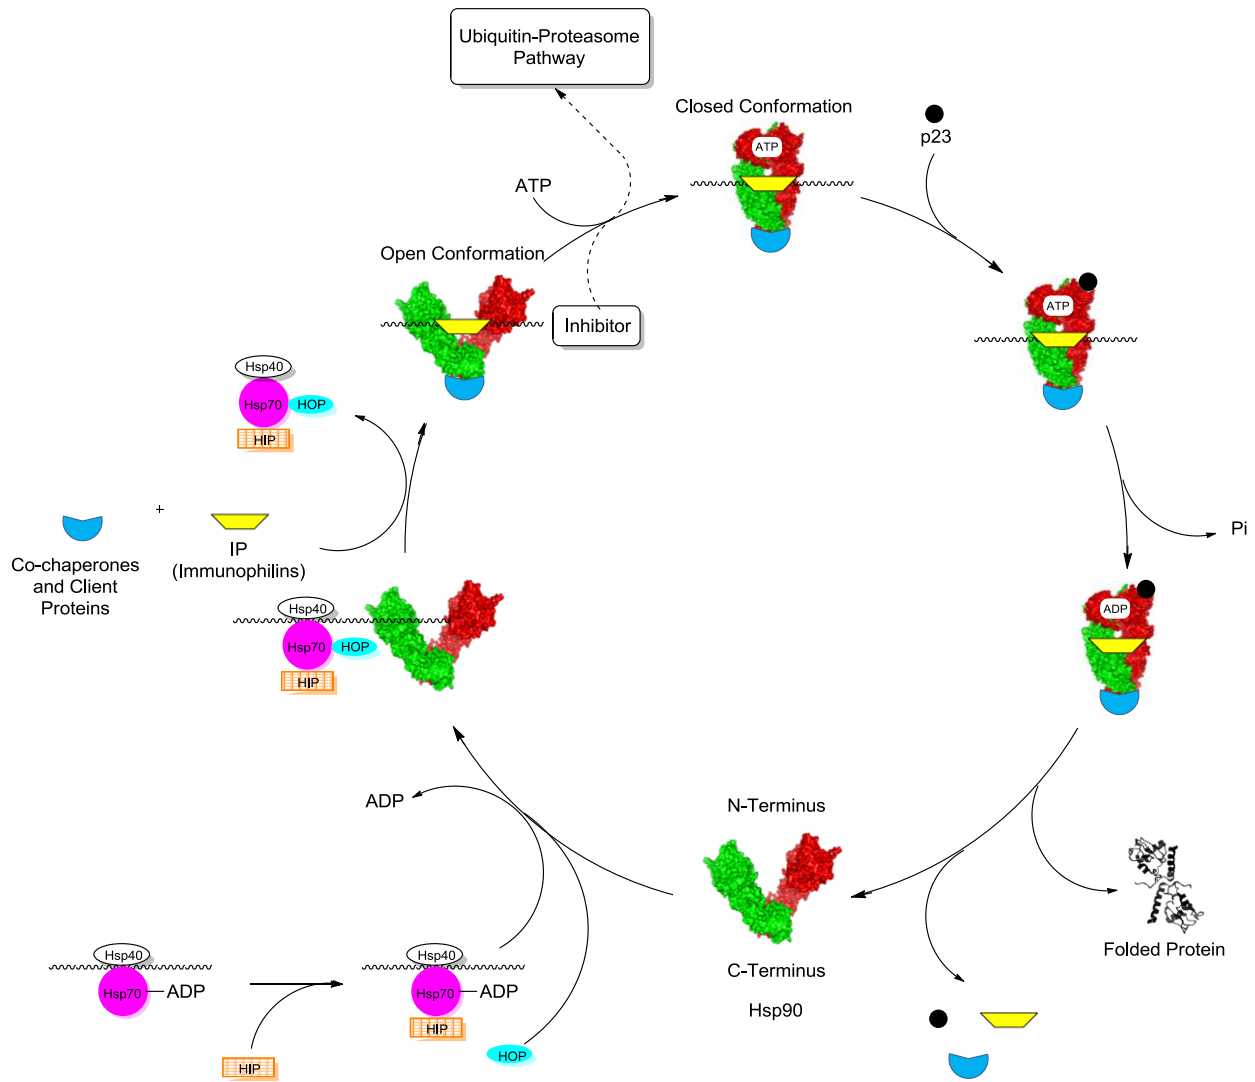 Ubiquitin-Proteasome
Pathway
Closed Conformation
p23
ATP
ATP
Open Conformation
Inhibitor
ATP
Hsp40
Hsp70
HOP
HIP
+
Co-chaperones
and Client
Proteins
IP
(Immunophilins)
Pi
Hsp40
Hsp70
HOP
HIP
ADP
ADP
N-Terminus
C-Terminus
Hsp90
Folded Protein
Hsp40
Hsp70
ADP
HIP
Hsp40
Hsp70
ADP
HIP
HOP